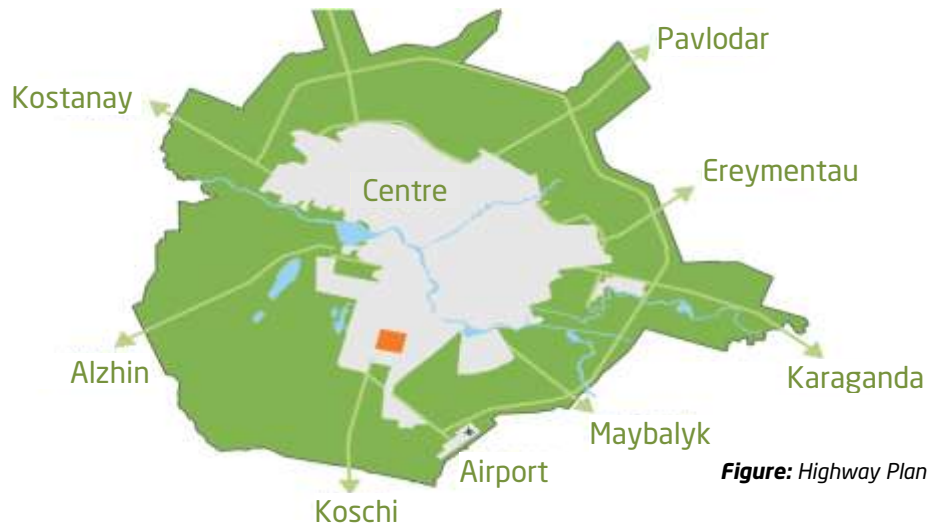 Pavlodar
Kostanay
Ereymentau
Centre
Alzhin
Karaganda
Maybalyk
Airport
Figure: Highway Plan
Koschi